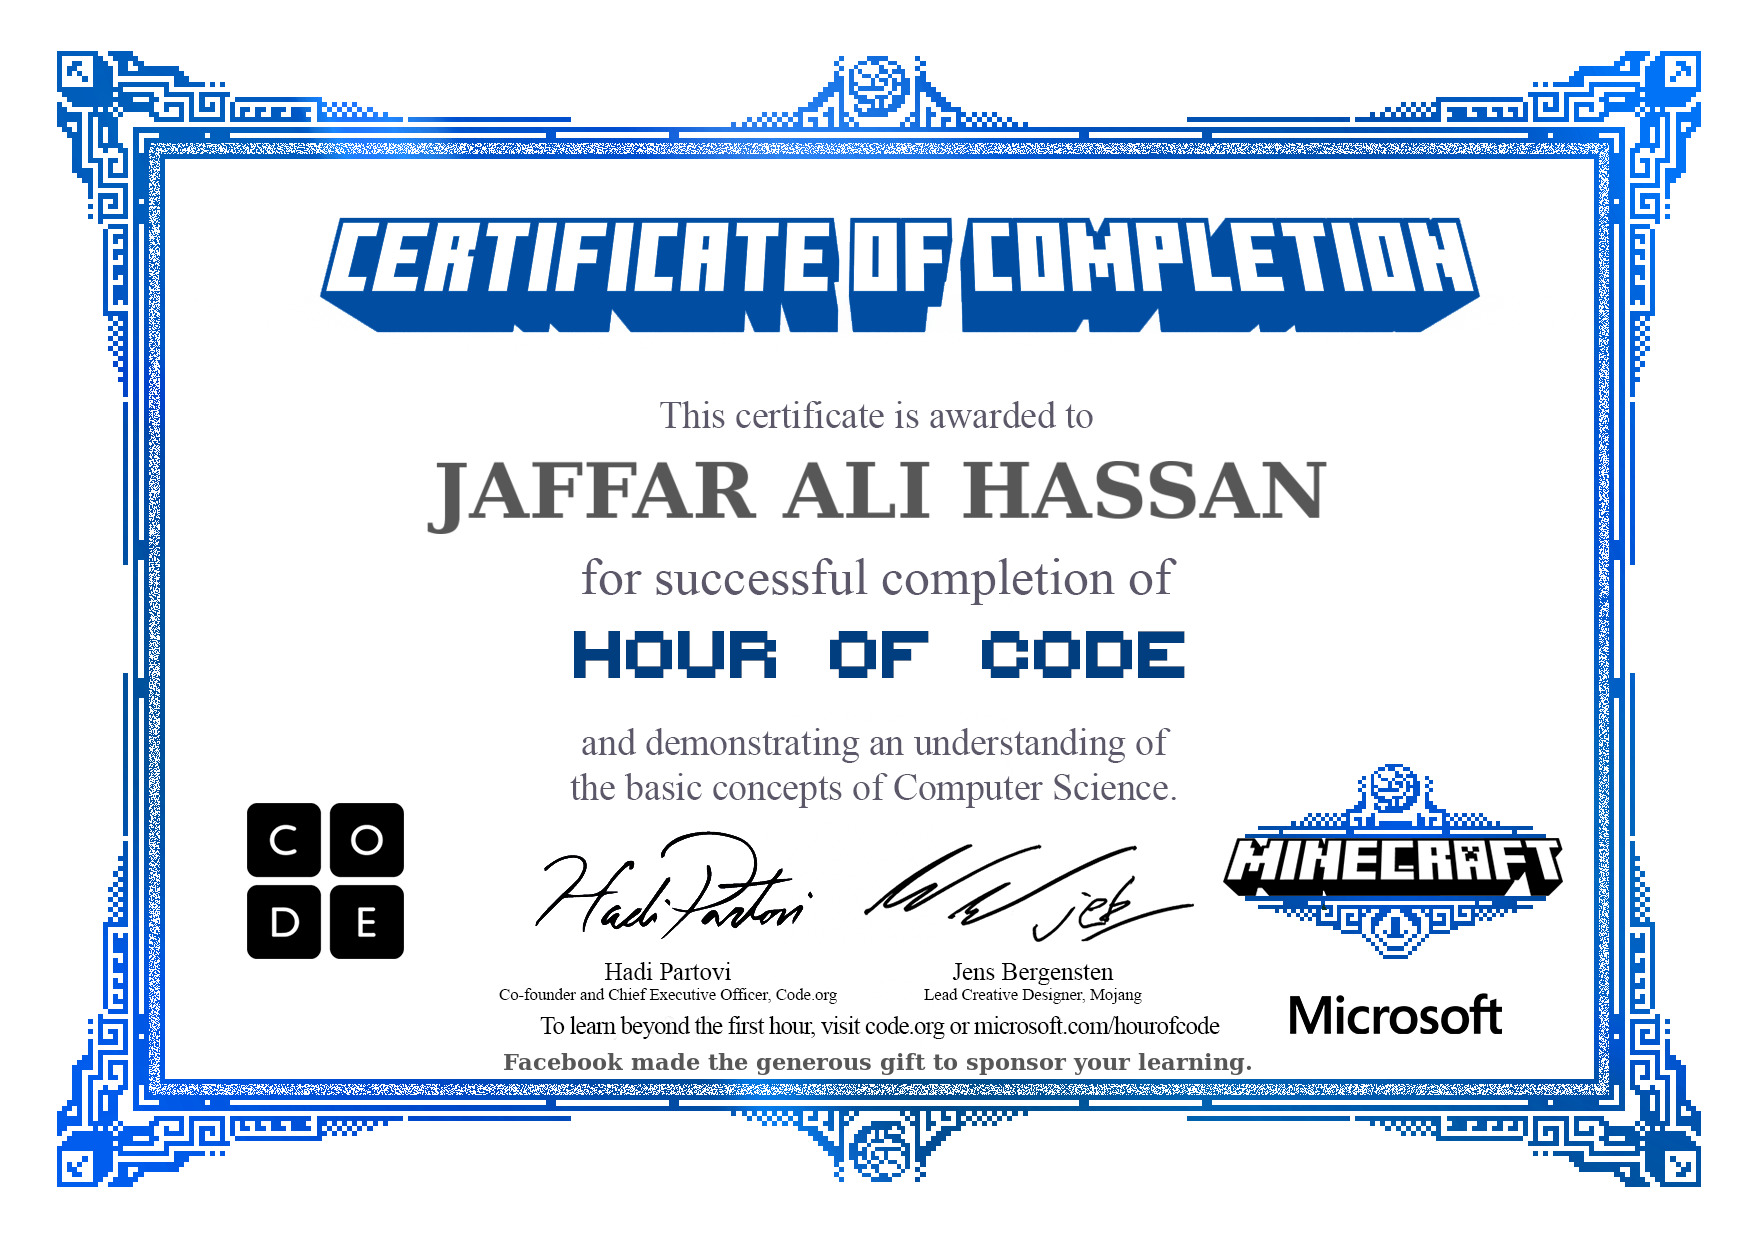 CERTIFICATE OF COMPLETION
This certificate is awarded to
JAFFAR ALI HASSAN
for successful completion of
HOUR OF CODE
and demonstrating an understanding of
the basic concepts of Computer Science.
C O
D E
Hadi Partovi
jeb
MINECRAFT
Hadi Partovi
Co-founder and Chief Executive Officer, Code.org
Jens Bergensten
Lead Creative Designer, Mojang
Microsoft
To learn beyond the first hour, visit code.org or microsoft.com/hourofcode
Facebook made the generous gift to sponsor your learning.